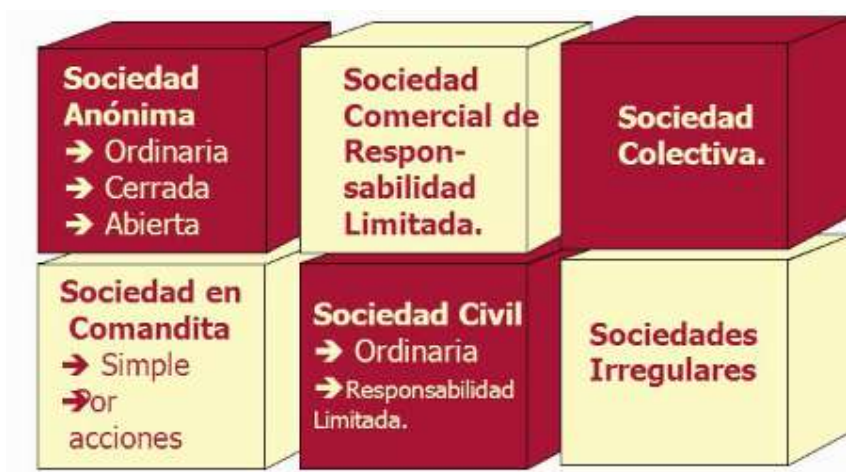 Sociedad
Anónima
➔ Ordinaria
➔ Cerrada
➔ Abierta
Sociedad
Comercial de
Respon-
sabilidad
Limitada.
Sociedad
Colectiva.
Sociedad en
Comandita
➔ Simple
➔Por
acciones
Sociedad Civil
➔ Ordinaria
➔Responsabilidad
Limitada.
Sociedades
Irregulares